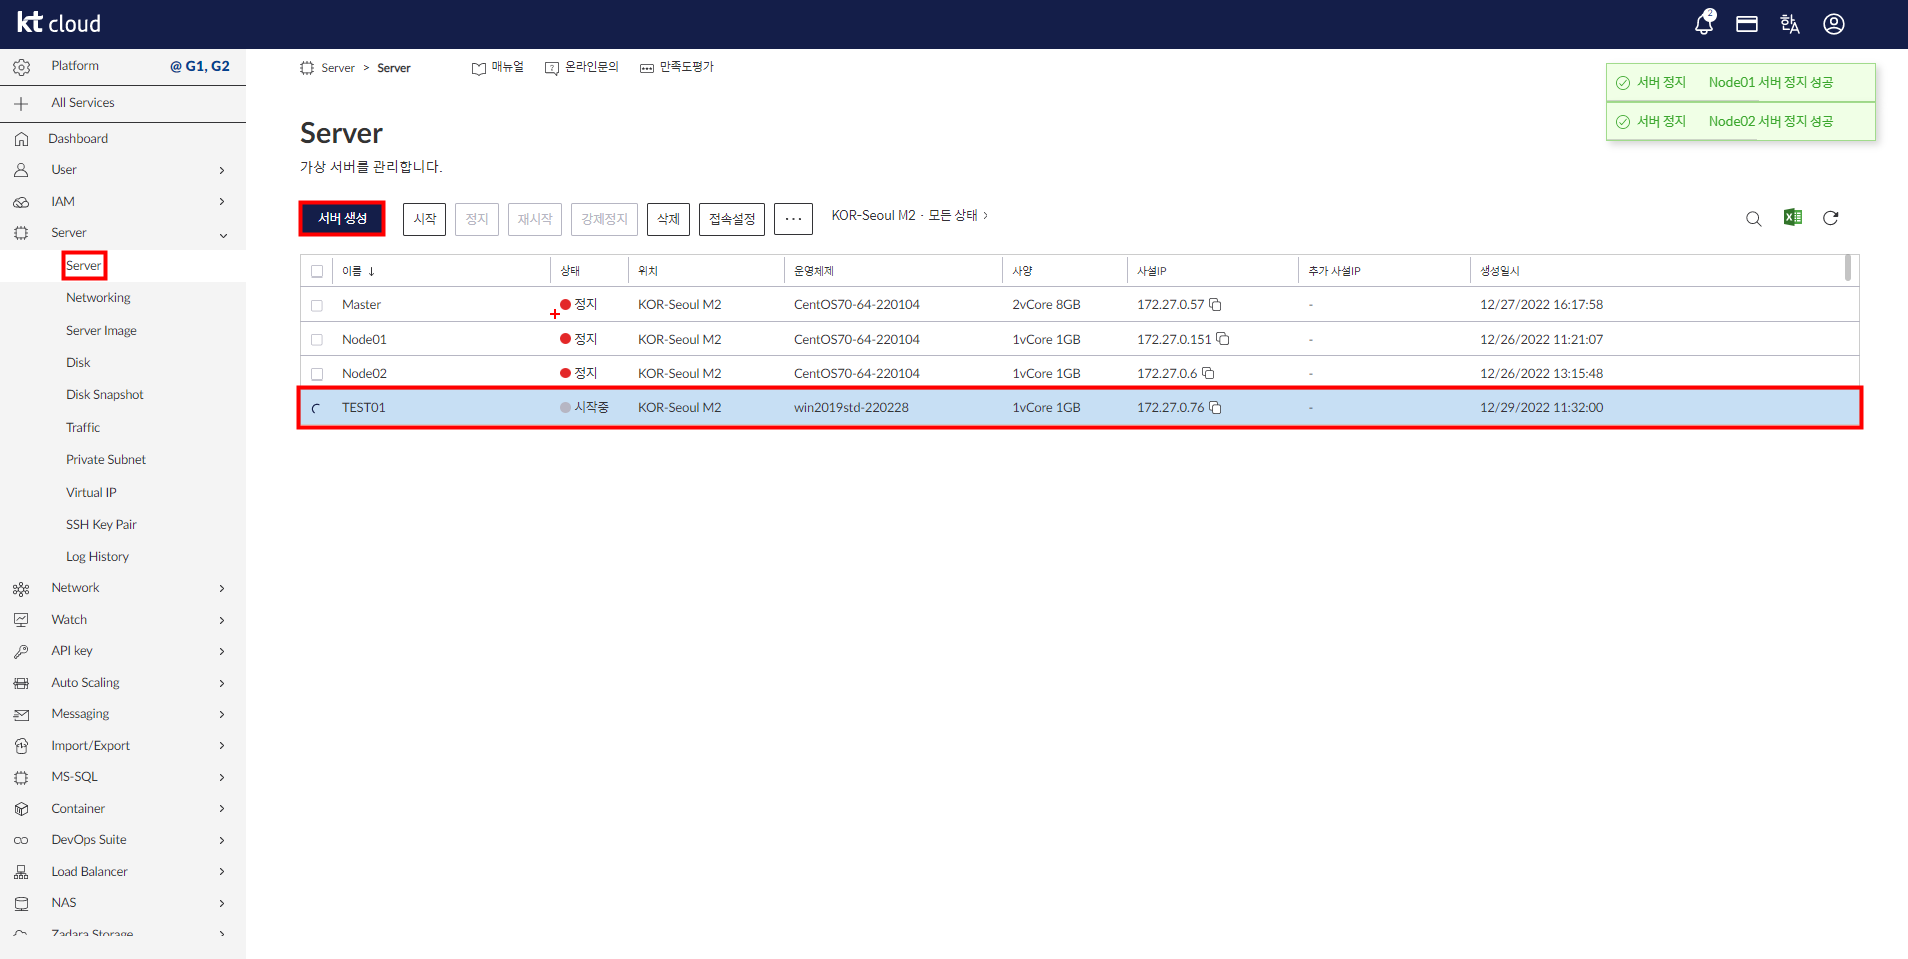 kt cloud
2
Platform @ G1, G2
All Services
Dashboard
User
IAM
Server
Server
Networking
Server Image
Disk
Disk Snapshot
Traffic
Private Subnet
Virtual IP
SSH Key Pair
Log History
Network
Watch
API key
Auto Scaling
Messaging
Import/Export
MS-SQL
Container
DevOps Suite
Load Balancer
NAS
Zadara Storage
Server > Server 매뉴얼 온라인문의 만족도평가
서버 정지 Node01 서버 정지 성공
서버 정지 Node02 서버 정지 성공
Server
가상 서버를 관리합니다.
서버 생성 시작 정지 재시작 강제정지 삭제 접속설정 ··· KOR-Seoul M2 · 모든 상태 >
이름 ↓ 상태 위치 운영체제 사양 사설IP 추가 사설IP 생성일시
Master 정지 KOR-Seoul M2 CentOS70-64-220104 2vCore 8GB 172.27.0.57 - 12/27/2022 16:17:58
Node01 정지 KOR-Seoul M2 CentOS70-64-220104 1vCore 1GB 172.27.0.151 - 12/26/2022 11:21:07
Node02 정지 KOR-Seoul M2 CentOS70-64-220104 1vCore 1GB 172.27.0.6 - 12/26/2022 13:15:48
TEST01 시작중 KOR-Seoul M2 win2019std-220228 1vCore 1GB 172.27.0.76 - 12/29/2022 11:32:00